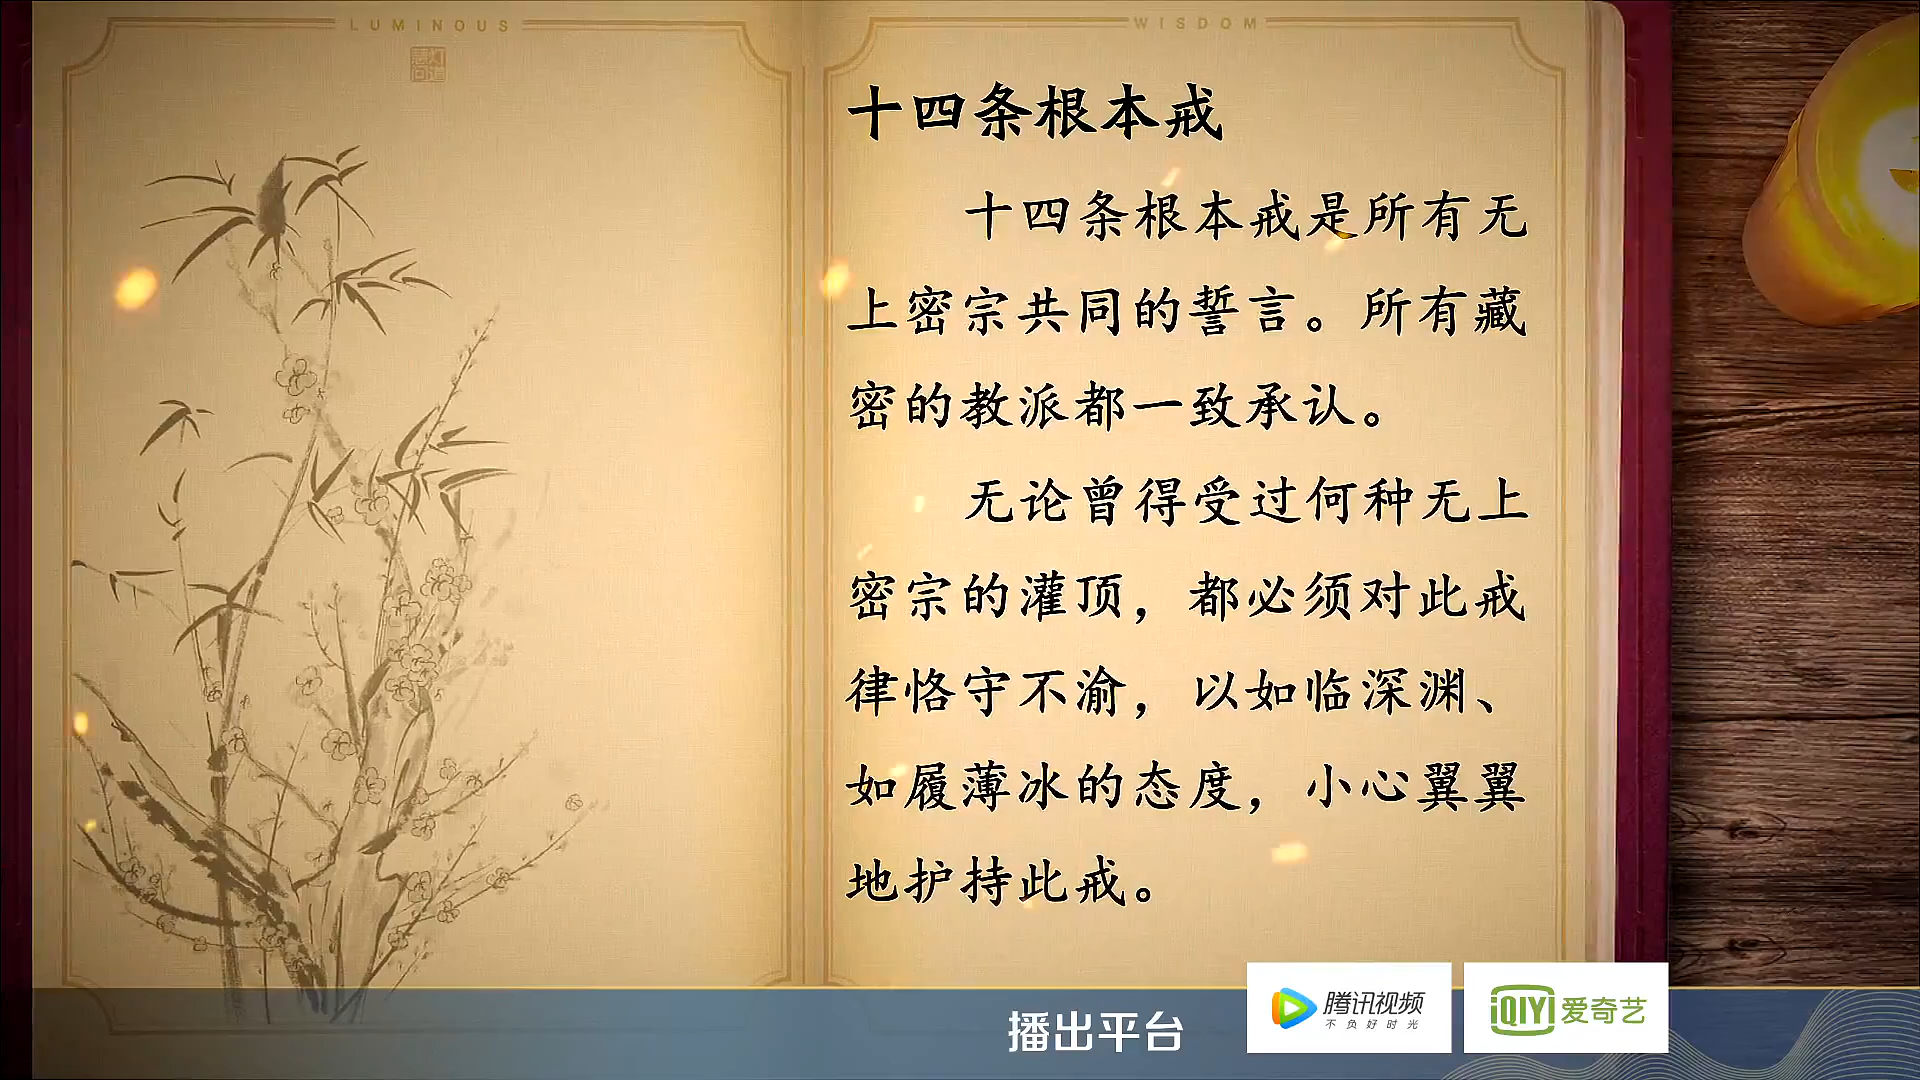 LUMINOUS
WISDOM
十四条根本戒
十四条根本戒是所有无
上密宗共同的誓言。所有藏
密的教派都一致承认。
无论曾得受过何种无上
密宗的灌顶，都必须对此戒
律恪守不渝，以如临深渊、
如履薄冰的态度，小心翼翼
地护持此戒。
播出平台
腾讯视频
不负好时光
iQIYI 爱奇艺